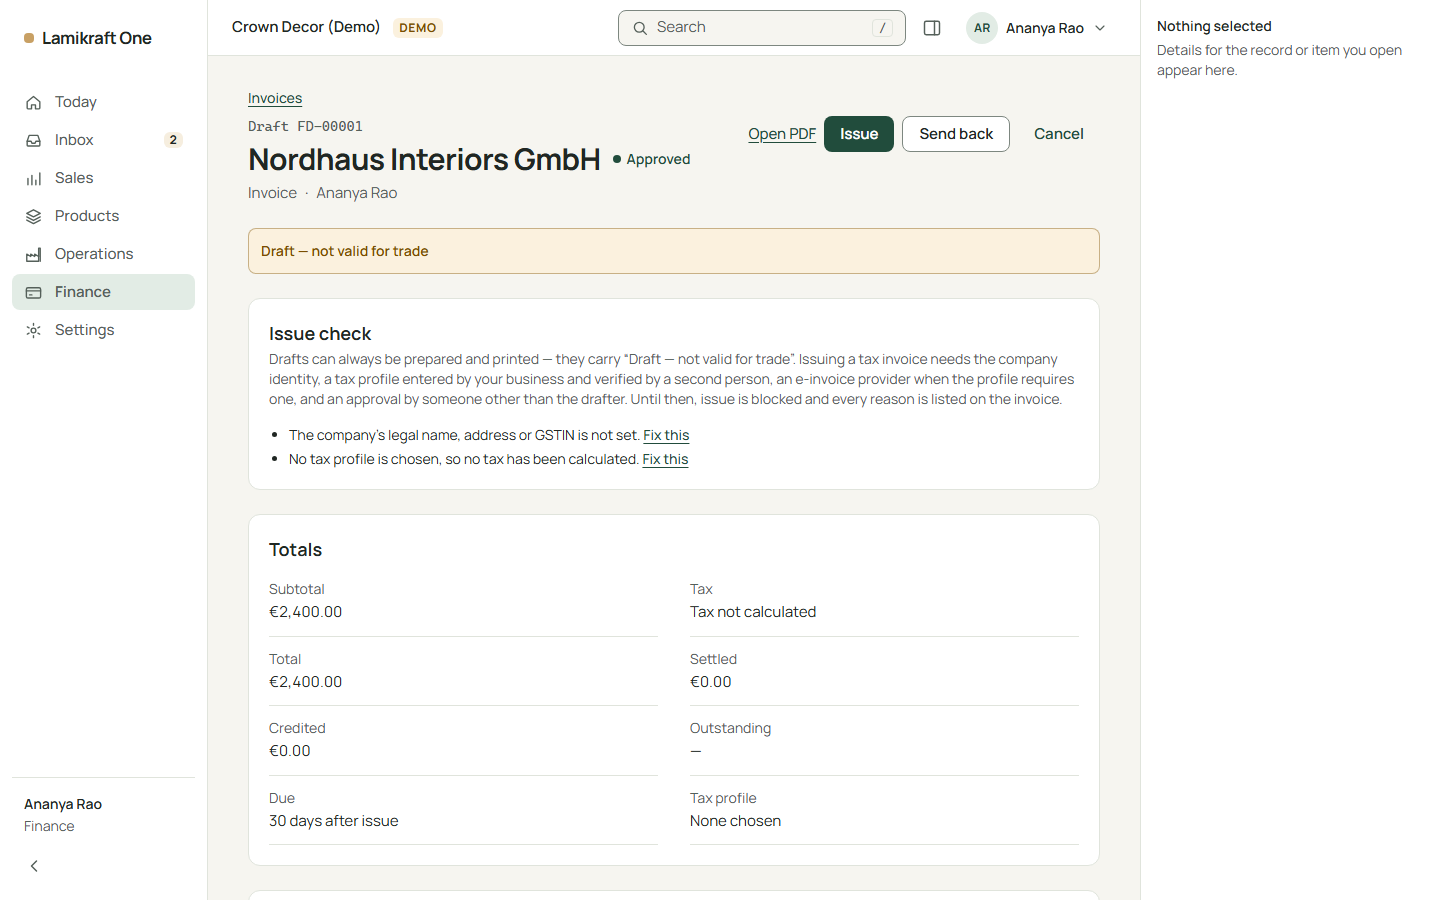 Lamikraft One
Today
Inbox 2
Sales
Products
Operations
Finance
Settings
Ananya Rao
Finance
Crown Decor (Demo) DEMO
Search /
AR Ananya Rao
Invoices
Draft FD-00001
Nordhaus Interiors GmbH Approved
Invoice · Ananya Rao
Open PDF Issue Send back Cancel
Draft — not valid for trade
Issue check
Drafts can always be prepared and printed — they carry “Draft — not valid for trade”. Issuing a tax invoice needs the company
identity, a tax profile entered by your business and verified by a second person, an e-invoice provider when the profile requires
one, and an approval by someone other than the drafter. Until then, issue is blocked and every reason is listed on the invoice.
• The company’s legal name, address or GSTIN is not set. Fix this
• No tax profile is chosen, so no tax has been calculated. Fix this
Totals
Subtotal
€2,400.00
Tax
Tax not calculated
Total
€2,400.00
Settled
€0.00
Credited
€0.00
Outstanding
—
Due
30 days after issue
Tax profile
None chosen
Nothing selected
Details for the record or item you open
appear here.